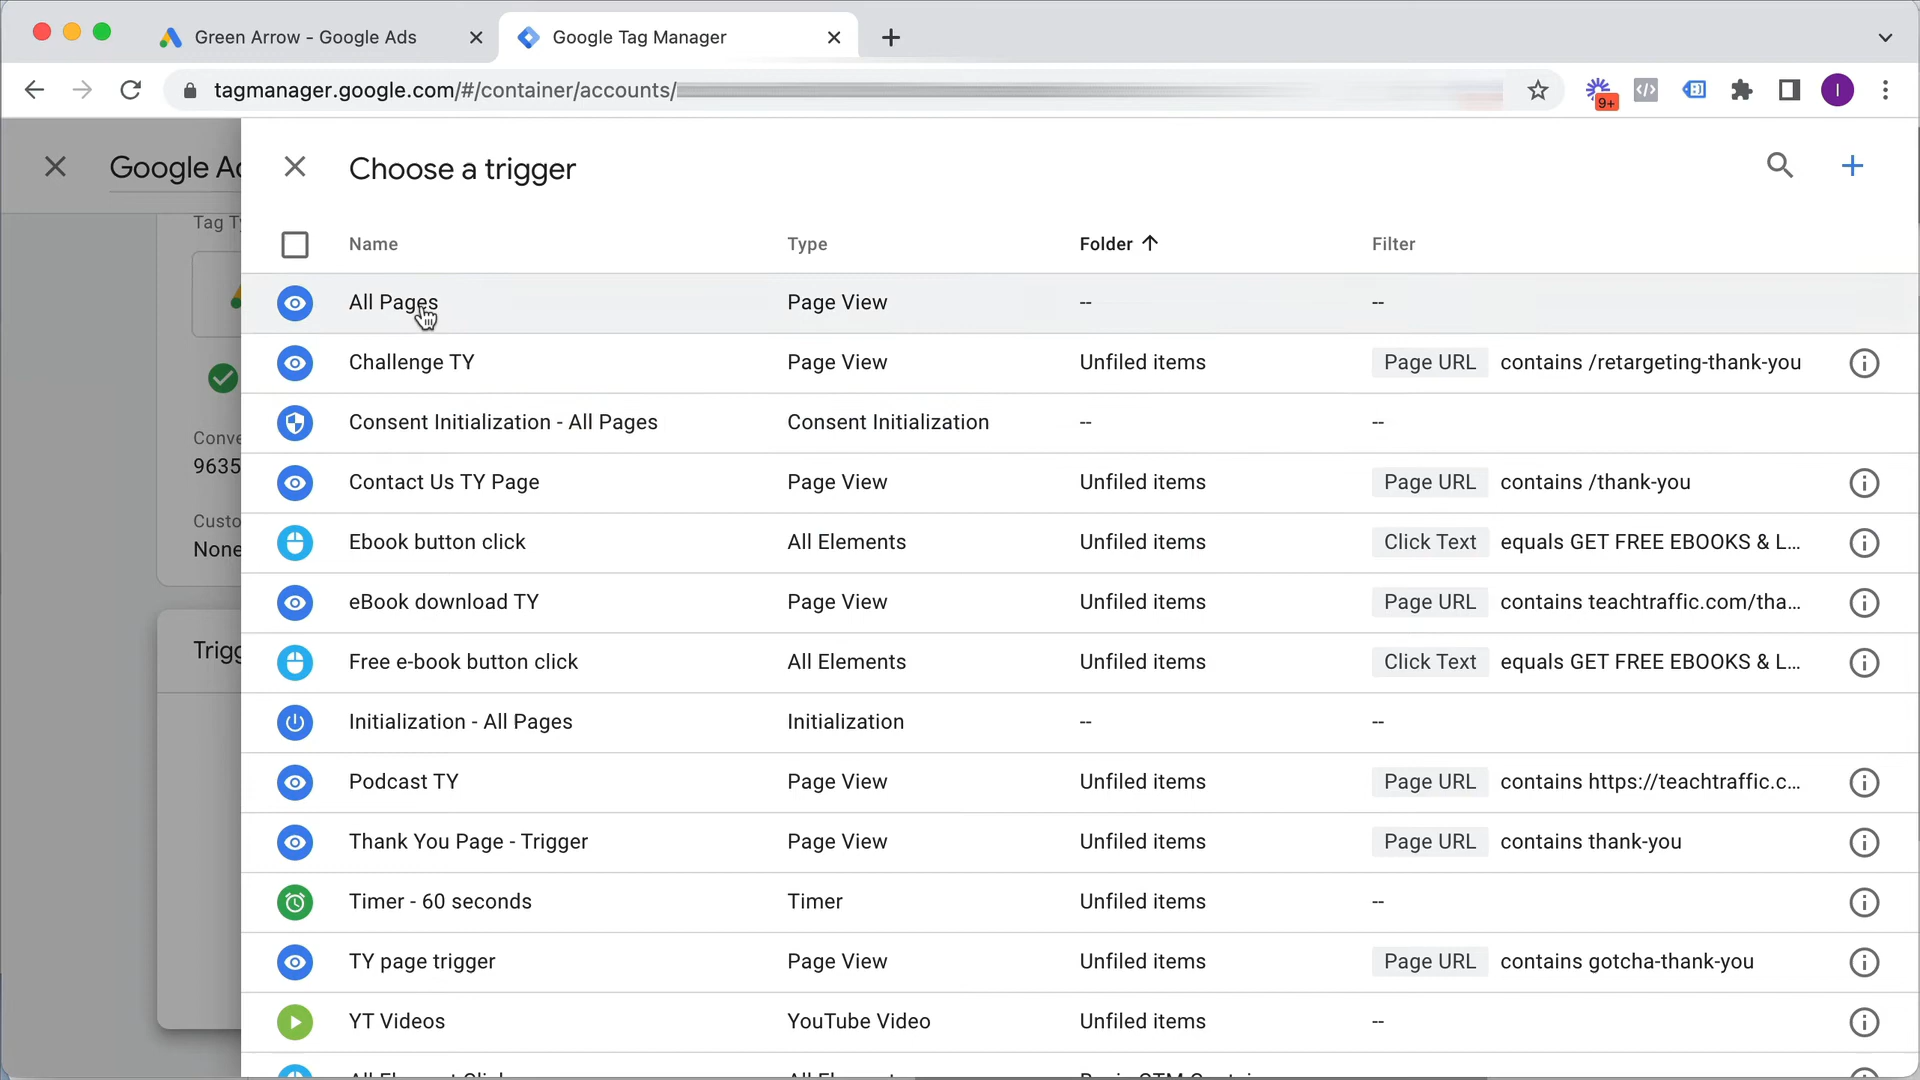 Green Arrow - Google Ads
Google Tag Manager
tagmanager.google.com/#/container/accounts/
9+
I
Google Ad
Tag Ty
Conve
9635
Custo
None
Trigg
Choose a trigger
Name Type Folder Filter
All Pages Page View -- --
Challenge TY Page View Unfiled items Page URL contains /retargeting-thank-you
Consent Initialization - All Pages Consent Initialization -- --
Contact Us TY Page Page View Unfiled items Page URL contains /thank-you
Ebook button click All Elements Unfiled items Click Text equals GET FREE EBOOKS & L...
eBook download TY Page View Unfiled items Page URL contains teachtraffic.com/tha...
Free e-book button click All Elements Unfiled items Click Text equals GET FREE EBOOKS & L...
Initialization - All Pages Initialization -- --
Podcast TY Page View Unfiled items Page URL contains https://teachtraffic.c...
Thank You Page - Trigger Page View Unfiled items Page URL contains thank-you
Timer - 60 seconds Timer Unfiled items --
TY page trigger Page View Unfiled items Page URL contains gotcha-thank-you
YT Videos YouTube Video Unfiled items --